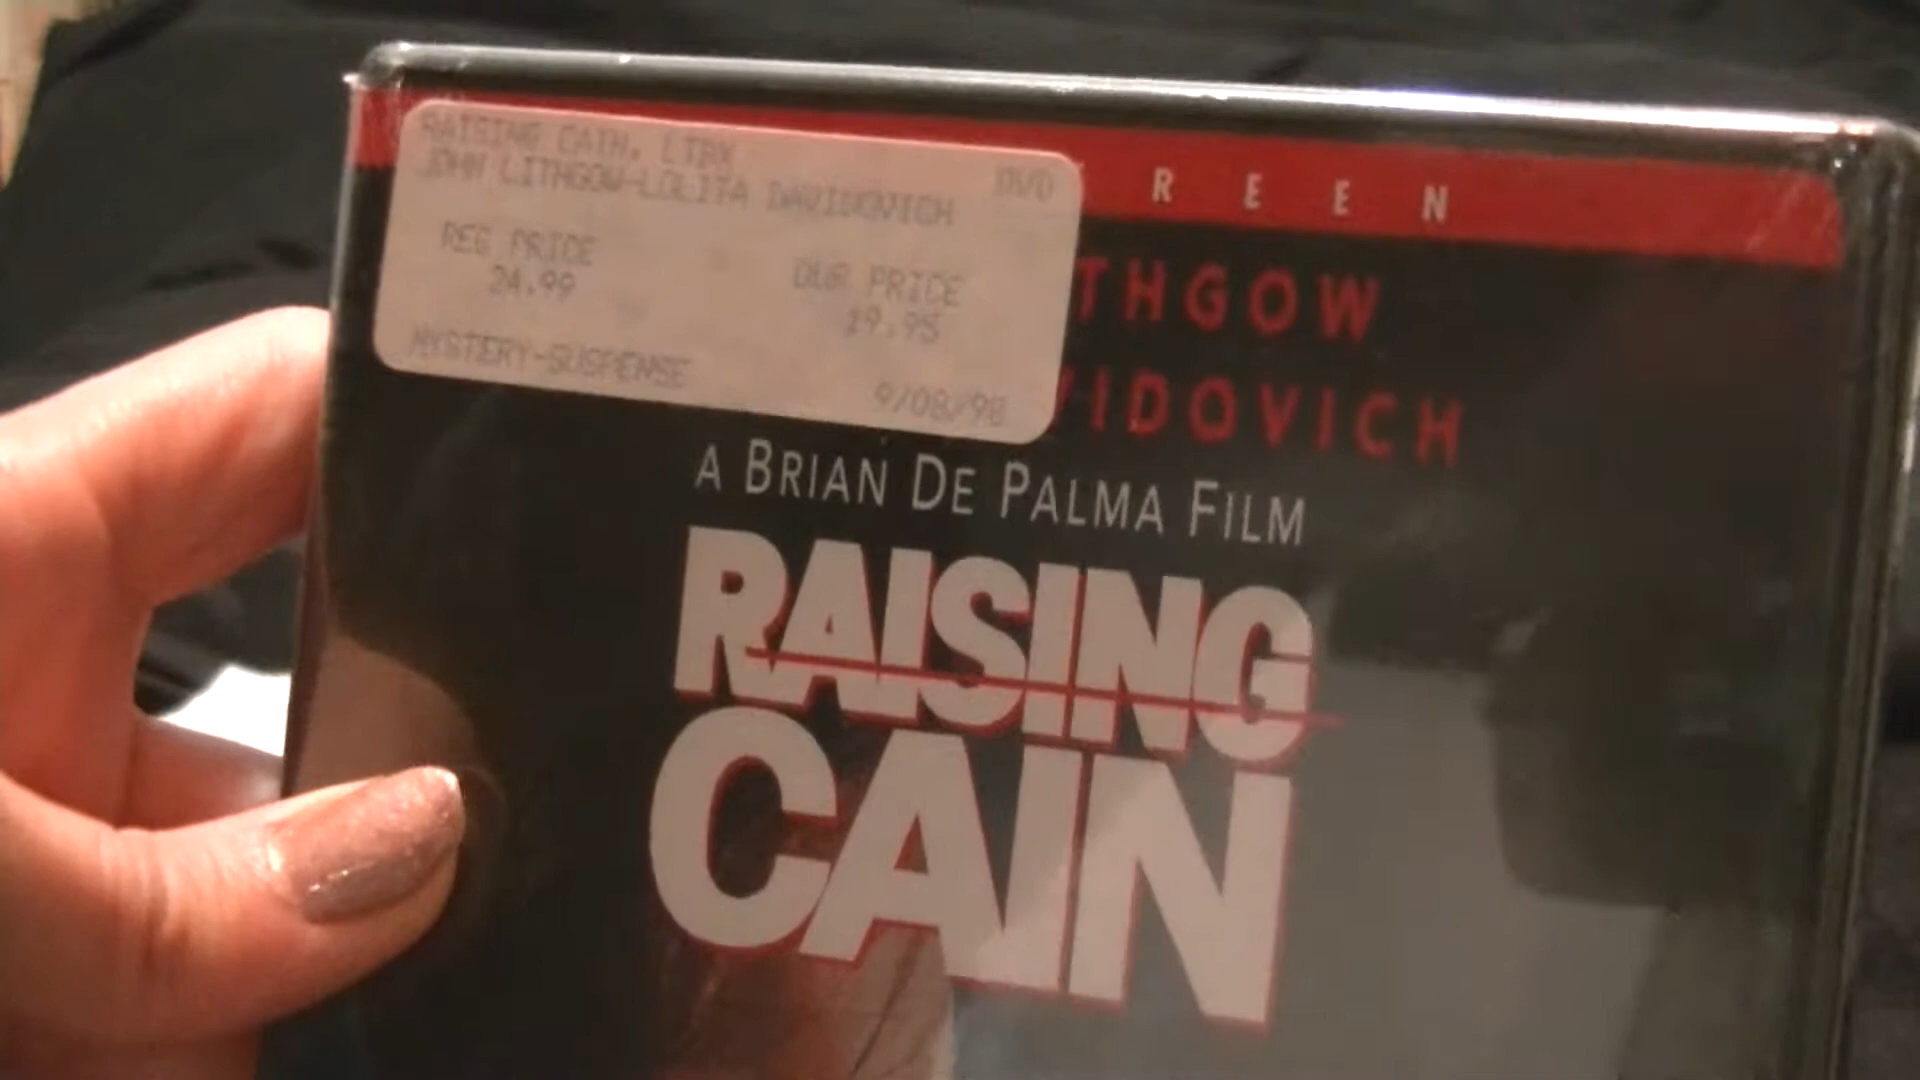 RAISING CAIN, LTBX
DVD
JOHN LITHGOW-LOLITA DAVIDOVICH
REG PRICE
24.99
OUR PRICE
19.95
MYSTERY-SUSPENSE
9/08/98
REEN
THGOW
VIDOVICH
A BRIAN DE PALMA FILM
RAISING
CAIN